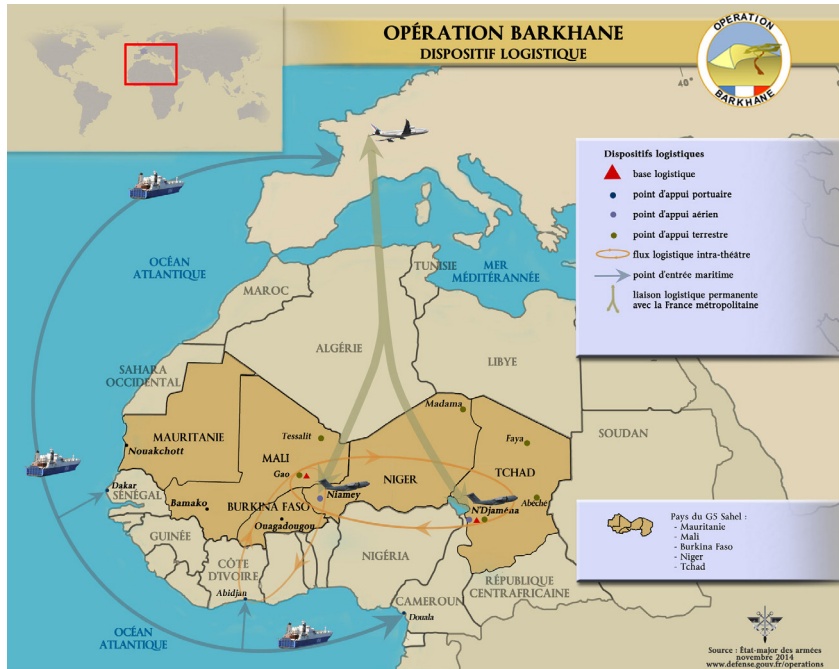 OPÉRATION BARKHANE
DISPOSITIF LOGISTIQUE
OPERATION
BARKHANE
40°
Dispositifs logistiques
base logistique
point d'appui portuaire
point d'appui aérien
point d'appui terrestre
flux logistique intra-théâtre
point d'entrée maritime
liaison logistique permanente
avec la France métropolitaine
OCÉAN
ATLANTIQUE
MER
MÉDITÉRRANNÉE
TUNISIE
MAROC
ALGÉRIE
LIBYE
SAHARA
OCCIDENTAL
SOUDAN
MAURITANIE
Nouakchott
MALI
Tessalit
Gao
Bamako
NIGER
Madama
Niamey
TCHAD
Faya
Abéché
N'Djaména
BURKINA FASO
Ouagadougou
Dakar
SÉNÉGAL
GUINÉE
CÔTE
D'IVOIRE
Abidjan
NIGÉRIA
CAMEROUN
Douala
RÉPUBLIQUE
CENTRAFRICAINE
OCÉAN
ATLANTIQUE
Pays du G5 Sahel :
- Mauritanie
- Mali
- Burkina Faso
- Niger
- Tchad
Source : État-major des armées
novembre 2014
www.defense.gouv.fr/operations